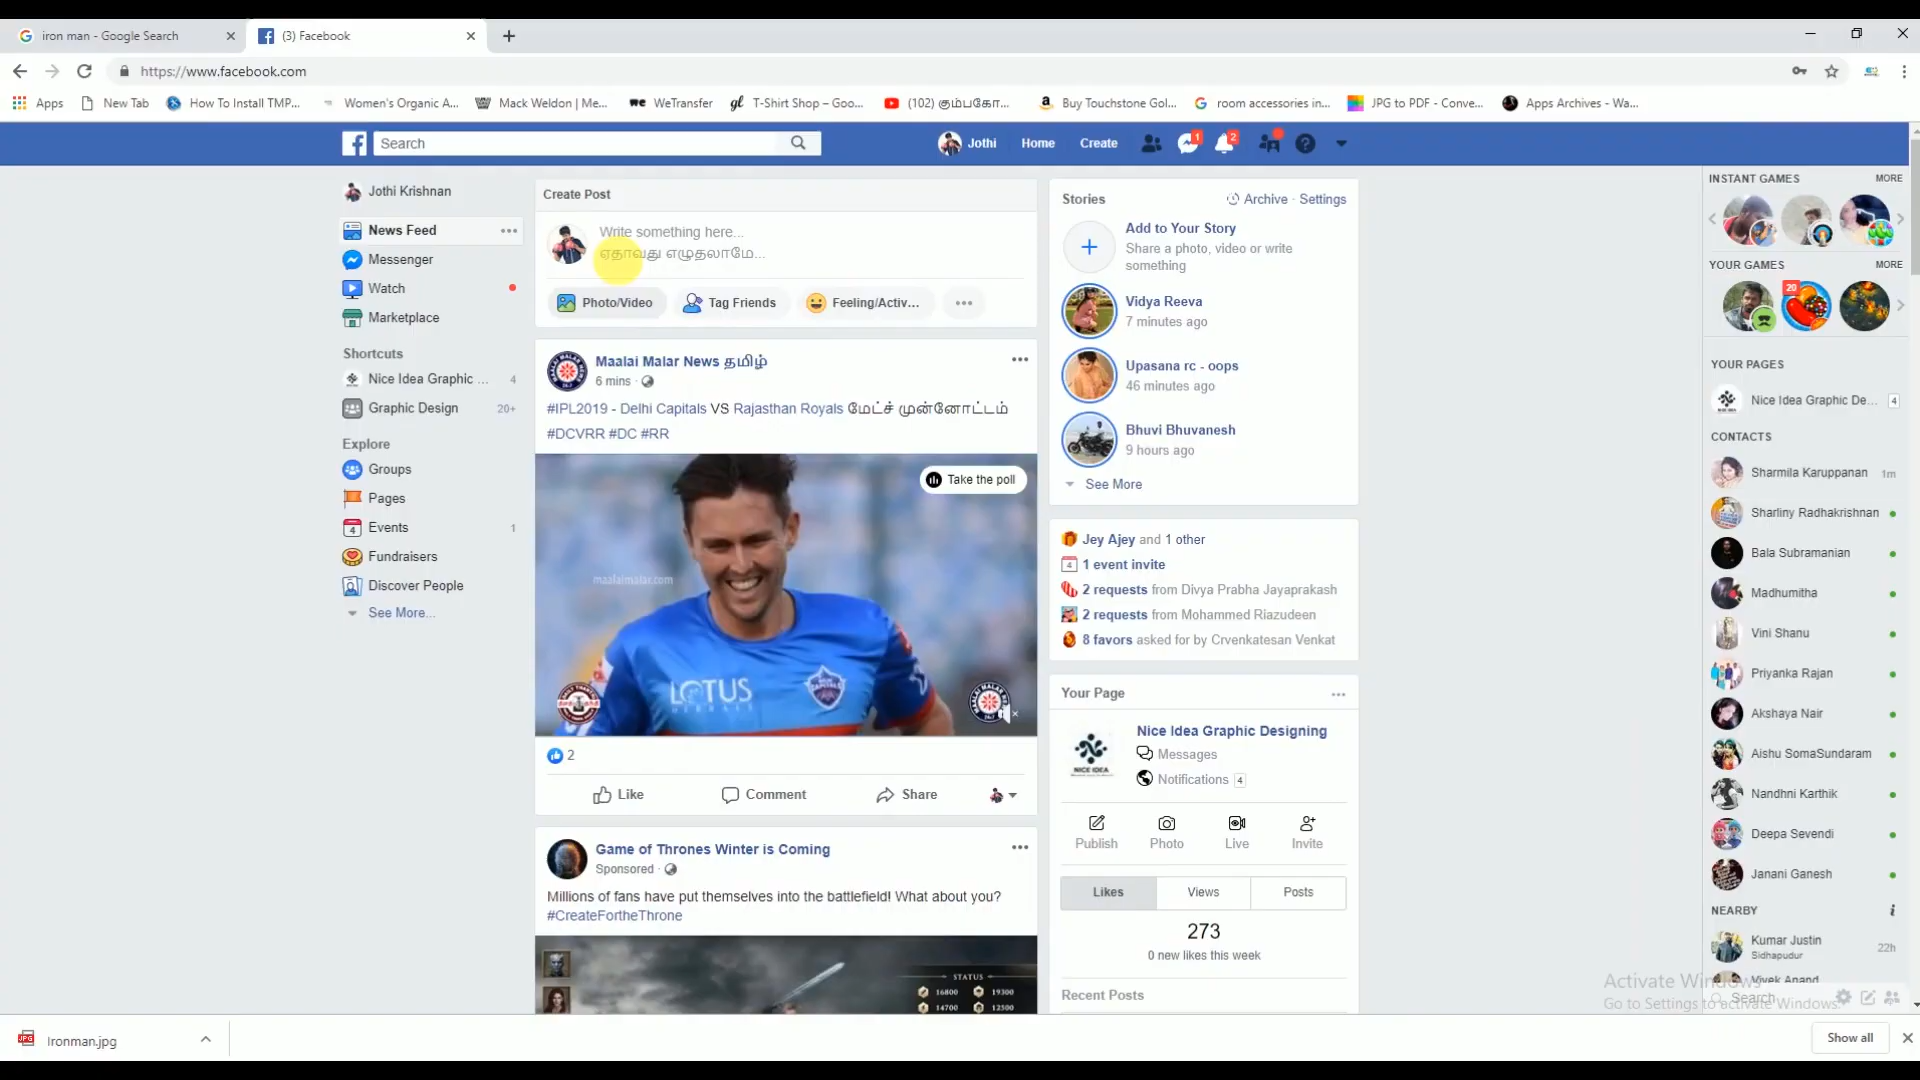 iron man - Google Search
(3) Facebook
https://www.facebook.com
Apps
New Tab
How To Install TMP...
Women's Organic A...
Mack Weldon | Me...
WeTransfer
T-Shirt Shop – Goo...
(102) கும்பகோ...
Buy Touchstone Gol...
room accessories in...
JPG to PDF - Conve...
Apps Archives - Wa...
Search
Jothi
Home
Create
1
2
Jothi Krishnan
News Feed
Messenger
Watch
Marketplace
Shortcuts
Nice Idea Graphic ... 4
Graphic Design 20+
Explore
Groups
Pages
Events 1
Fundraisers
Discover People
See More...
Create Post
Write something here...
ஏதாவது எழுதலாமே...
Photo/Video
Tag Friends
Feeling/Activ...
Maalai Malar News தமிழ்
6 mins ·
#IPL2019 - Delhi Capitals VS Rajasthan Royals மேட்ச் முன்னோட்டம்
#DCVRR #DC #RR
Take the poll
maalaimalar.com
LOTUS
2
Like
Comment
Share
Game of Thrones Winter is Coming
Sponsored ·
Millions of fans have put themselves into the battlefield! What about you?
#CreateFortheThrone
STATUS
16800 19300
14700 12500
Stories
Archive · Settings
Add to Your Story
Share a photo, video or write
something
Vidya Reeva
7 minutes ago
Upasana rc - oops
46 minutes ago
Bhuvi Bhuvanesh
9 hours ago
See More
Jey Ajey and 1 other
1 event invite
2 requests from Divya Prabha Jayaprakash
2 requests from Mohammed Riazudeen
8 favors asked for by Crvenkatesan Venkat
Your Page
NICE IDEA
Nice Idea Graphic Designing
Messages
Notifications 4
Publish
Photo
Live
Invite
Likes
Views
Posts
273
0 new likes this week
Recent Posts
INSTANT GAMES MORE
YOUR GAMES MORE
20
YOUR PAGES
Nice Idea Graphic De... 4
CONTACTS
Sharmila Karuppanan 1m
Sharliny Radhakrishnan
Bala Subramanian
Madhumitha
Vini Shanu
Priyanka Rajan
Akshaya Nair
Aishu SomaSundaram
Nandhni Karthik
Deepa Sevendi
Janani Ganesh
NEARBY
Kumar Justin 22h
Sidhapudur
Vivek Anand
Search
Activate Windows
Go to Settings to activate Windows.
Ironman.jpg
Show all